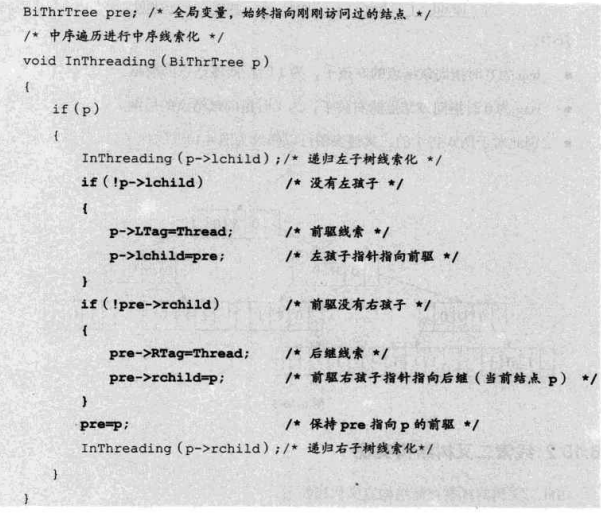 BiThrTree pre; /* 全局变量，始终指向刚刚访问过的结点 */
/* 中序遍历进行中序线索化 */
void InThreading (BiThrTree p)
{
if(p)
{
InThreading (p->lchild);/* 递归左子树线索化 */
if(!p->lchild) /* 没有左孩子 */
{
p->LTag=Thread; /* 前驱线索 */
p->lchild=pre; /* 左孩子指针指向前驱 */
}
if(!pre->rchild) /* 前驱没有右孩子 */
{
pre->RTag=Thread; /* 后继线索 */
pre->rchild=p; /* 前驱右孩子指针指向后继（当前结点 p） */
}
pre=p; /* 保持 pre 指向 p 的前驱 */
InThreading (p->rchild);/* 递归右子树线索化*/
}
}